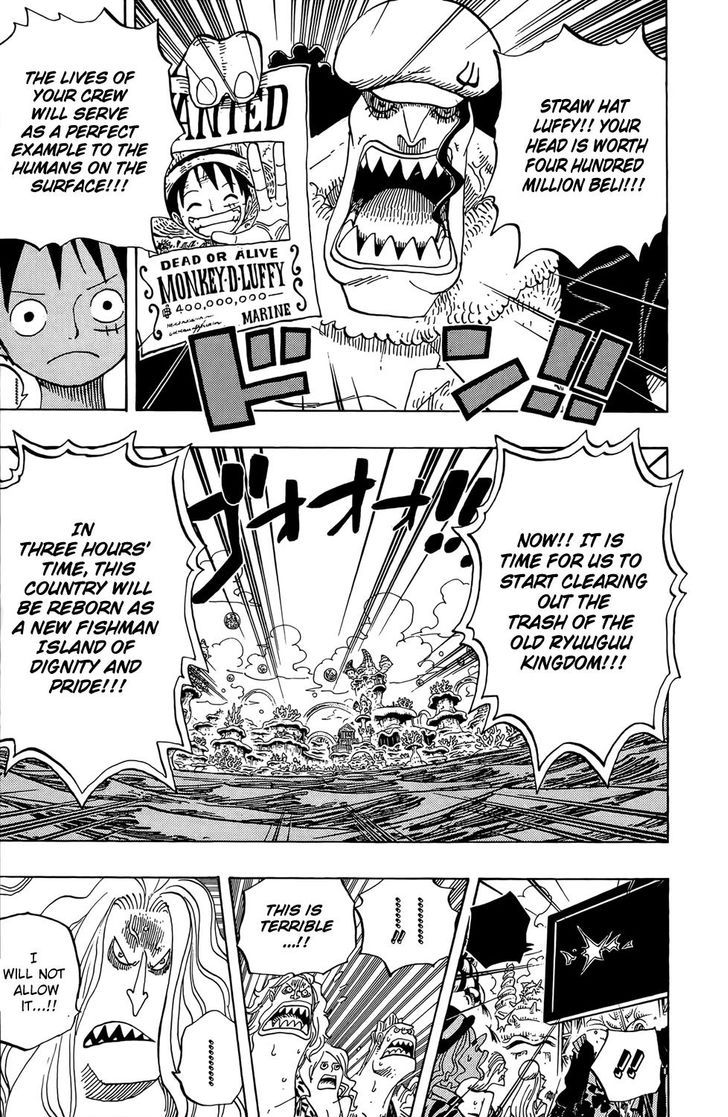 STRAW HAT
LUFFY!! YOUR
HEAD IS WORTH
FOUR HUNDRED
MILLION BELI!!!
THE LIVES OF
YOUR CREW
WILL SERVE
AS A PERFECT
EXAMPLE TO THE
HUMANS ON THE
SURFACE!!!
WANTED
DEAD OR ALIVE
MONKEY·D·LUFFY
400,000,000—
MARINE
ドン!!
NOW!! IT IS
TIME FOR US TO
START CLEARING
OUT THE
TRASH OF THE
OLD RYUUGUU
KINGDOM!!!
ブオオオオ!!
IN
THREE HOURS'
TIME, THIS
COUNTRY WILL
BE REBORN AS
A NEW FISHMAN
ISLAND OF
DIGNITY AND
PRIDE!!!
!!
!!
THIS IS
TERRIBLE
...!!
I
WILL NOT
ALLOW
IT...!!